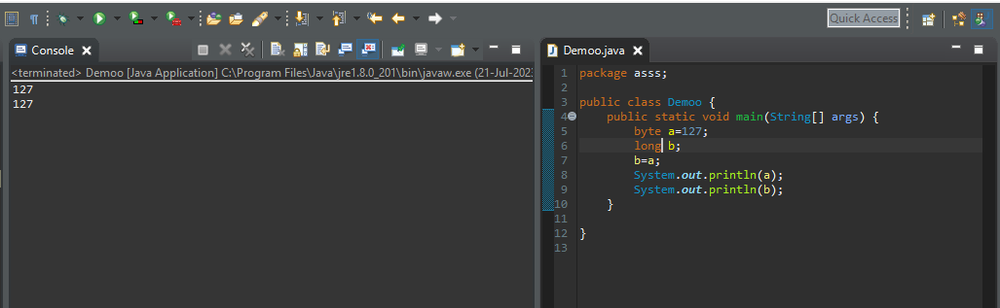 Quick Access
Console
<terminated> Demoo [Java Application] C:\Program Files\Java\jre1.8.0_201\bin\javaw.exe (21-Jul-202
127
127
Demoo.java
1 package asss;
2
3 public class Demoo {
4 public static void main(String[] args) {
5 byte a=127;
6 long b;
7 b=a;
8 System.out.println(a);
9 System.out.println(b);
10 }
11
12 }
13